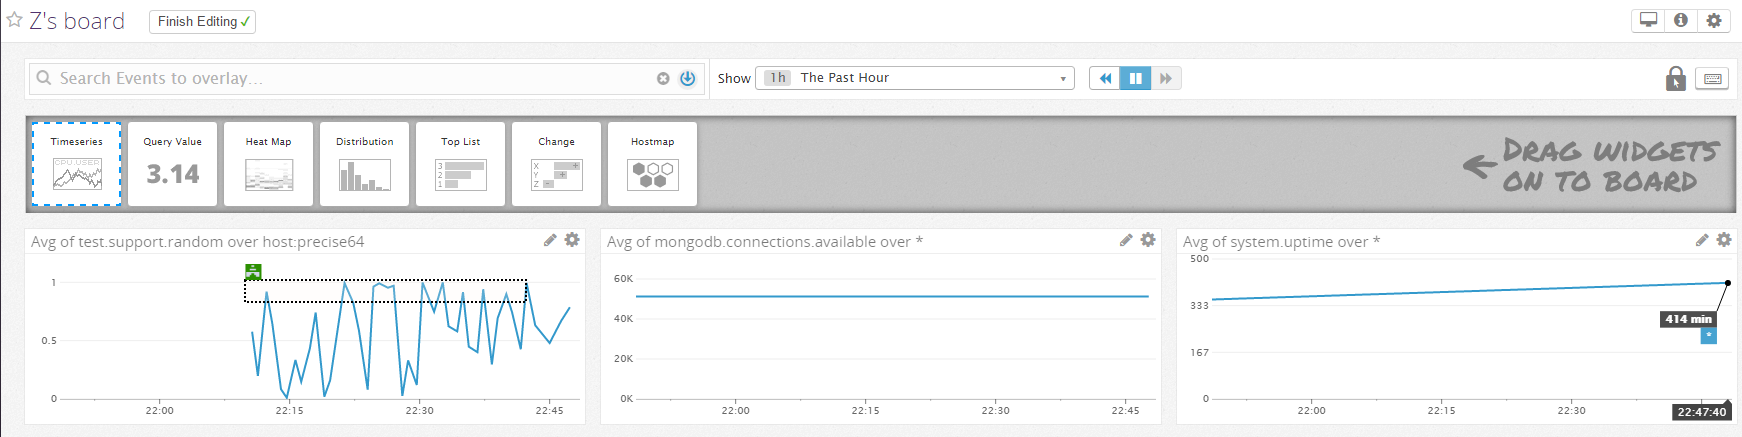 Z's board
Finish Editing ✓
Search Events to overlay...
Show
1h The Past Hour
Timeseries
CPU.USER
Query Value
3.14
Heat Map
Distribution
Top List
3
2
1
Change
X +
Y +
Z -
Hostmap
DRAG WIDGETS
ON TO BOARD
Avg of test.support.random over host:precise64
1
0.5
0
22:00 22:15 22:30 22:45
Avg of mongodb.connections.available over *
60K
40K
20K
0K
22:00 22:15 22:30 22:45
Avg of system.uptime over *
500
333
167
0
414 min
*
22:00 22:15 22:30
22:47:40